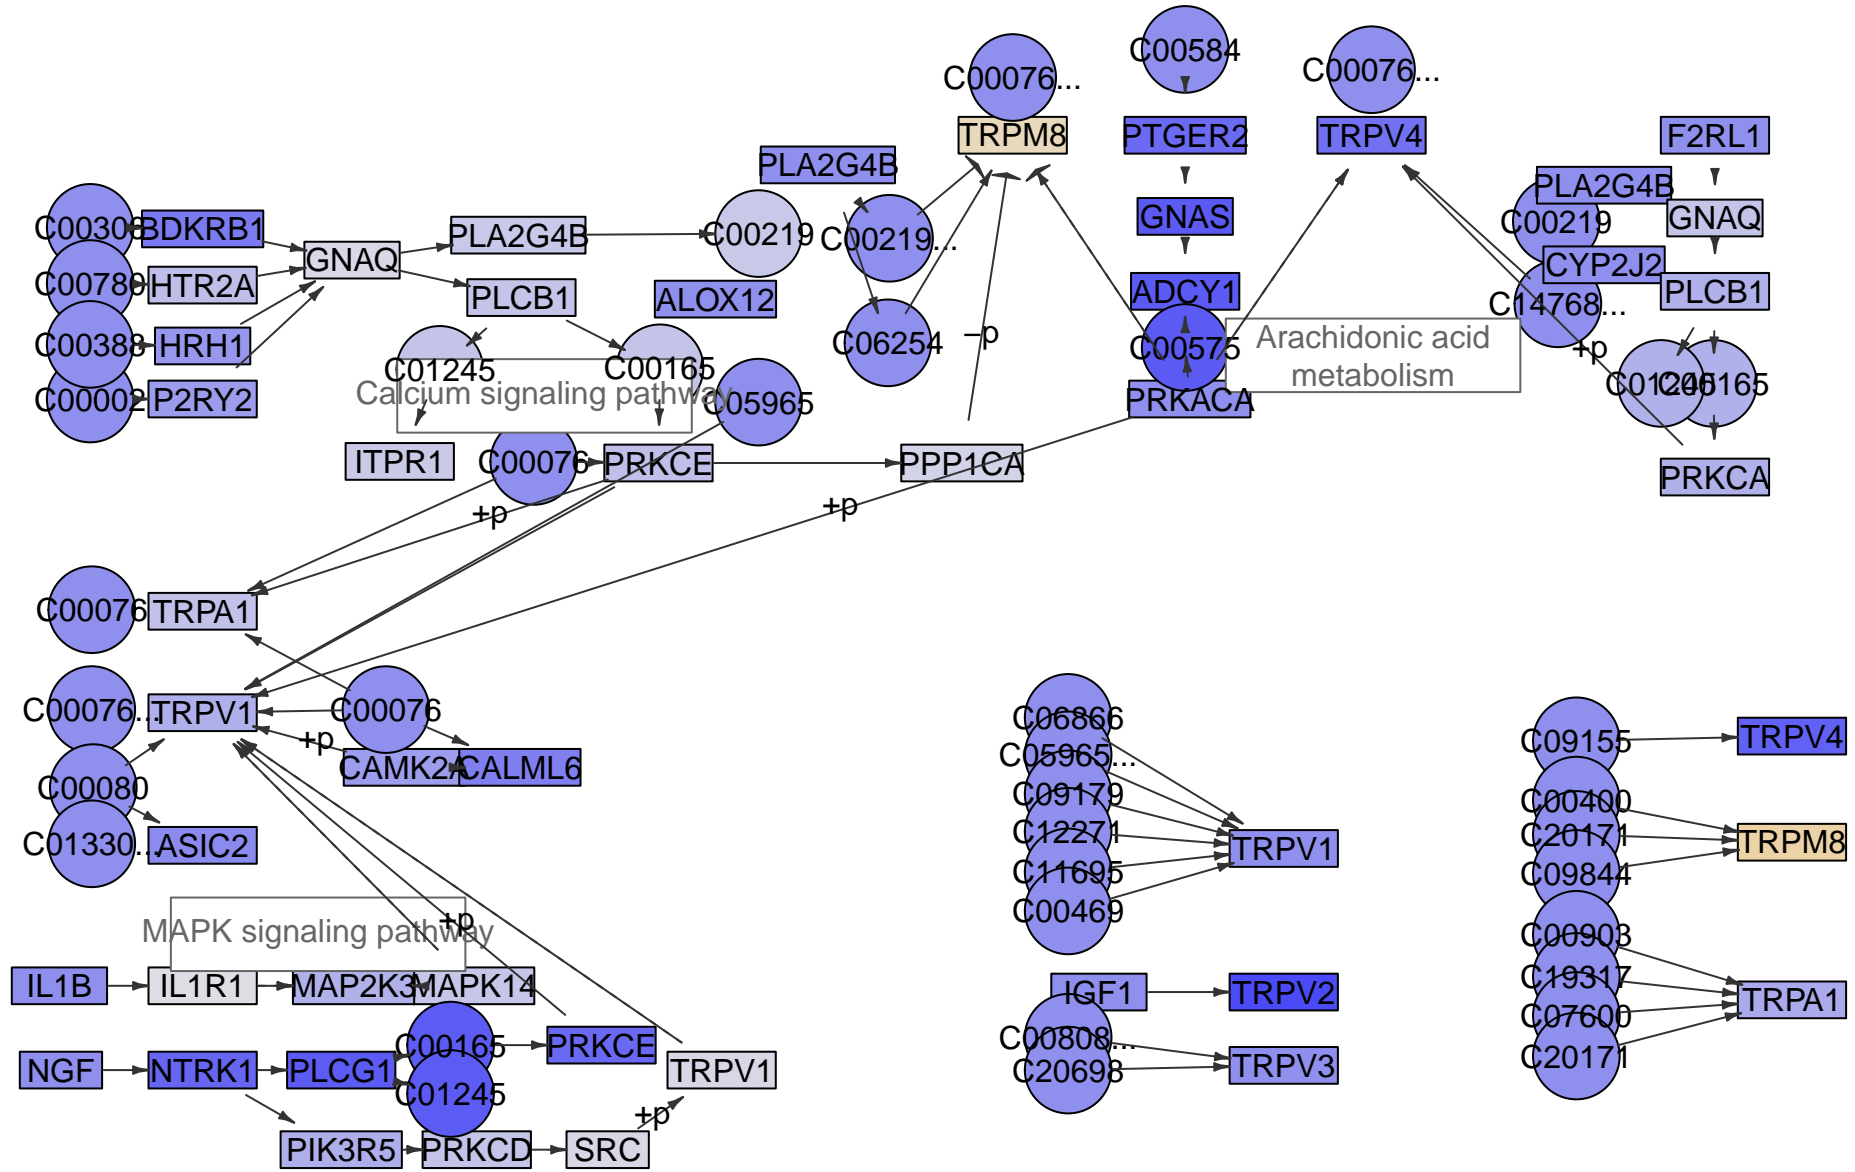 C00584
C00076...
C00076...
TRPM8
PTGER2
TRPV4
F2RL1
PLA2G4B
PLA2G4B
C00219
GNAQ
GNAS
BDKRB1
PLA2G4B
C00219
C00219...
GNAQ
CYP2J2
C00780
HTR2A
PLCB1
ALOX12
ADCY1
PLCB1
C14768...
C00388
HRH1
C06254
–p
C00575
Arachidonic acid
metabolism
+p
C01245
C00165
Calcium signaling pathway
C05965
C00002
P2RY2
PRKACA
C01245
C00165
ITPR1
C00076
PRKCE
PPP1CA
PRKCA
+p
+p
C00076
TRPA1
C00076...
TRPV1
C00076
+p
CAMK2A
CALML6
C00080
C01330...
ASIC2
C06866
C05965...
C09179
C12271
C11695
C00469
TRPV1
C09155
TRPV4
C00400
C20171
C09844
TRPM8
C00903
C19317
C07600
C20171
TRPA1
MAPK signaling pathway
+p
IL1B
IL1R1
MAP2K3
MAPK14
IGF1
TRPV2
C00808...
C20698
TRPV3
NGF
NTRK1
PLCG1
C00165
C01245
PRKCE
TRPV1
+p
PIK3R5
PRKCD
SRC